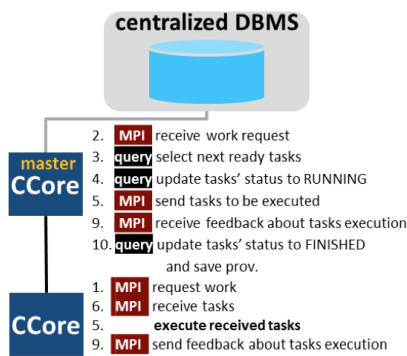 centralized DBMS
2. MPI receive work request
master
CCore
3. query select next ready tasks
4. query update tasks' status to RUNNING
5. MPI send tasks to be executed
9. MPI receive feedback about tasks execution
10. query update tasks' status to FINISHED
and save prov.
1. MPI request work
6. MPI receive tasks
CCore
5. execute received tasks
9. MPI send feedback about tasks execution